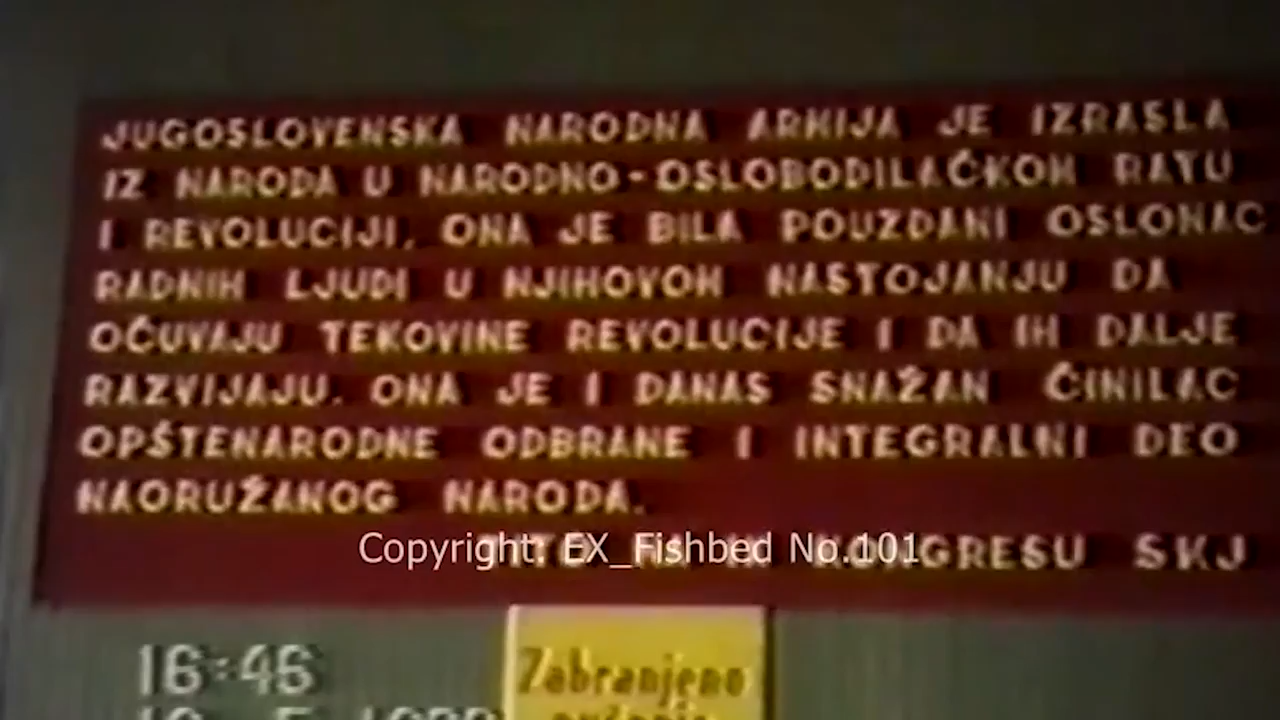 JUGOSLOVENSKA NARODNA ARMIJA JE IZRASLA
IZ NARODA U NARODNO-OSLOBODILAČKOM RATU
I REVOLUCIJI. ONA JE BILA POUZDANI OSLONAC
RADNIH LJUDI U NJIHOVOM NASTOJANJU DA
OČUVAJU TEKOVINE REVOLUCIJE I DA IH DALJE
RAZVIJAJU. ONA JE I DANAS SNAŽAN ČINILAC
OPŠTENARODNE ODBRANE I INTEGRALNI DEO
NAORUŽANOG NARODA.
KONGRESU SKJ
Copyright: EX_Fishbed No.101
16:46
Zabranjeno